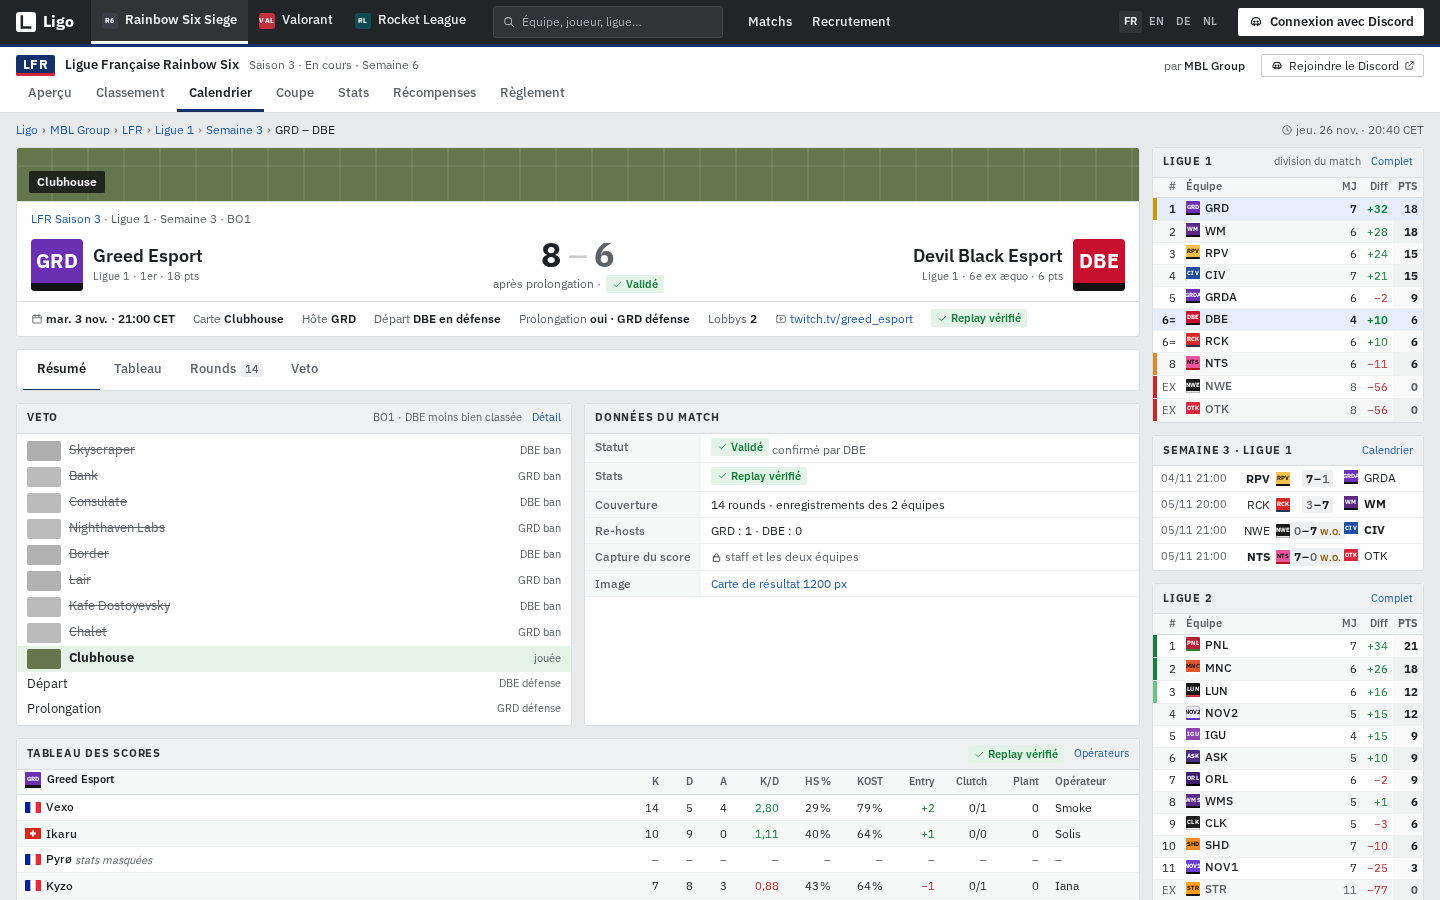 Ligo R6 Rainbow Six Siege VAL Valorant RL Rocket League Équipe, joueur, ligue… Matchs Recrutement FR EN DE NL Connexion avec Discord
LFR Ligue Française Rainbow Six Saison 3 · En cours · Semaine 6 par MBL Group Rejoindre le Discord
Aperçu Classement Calendrier Coupe Stats Récompenses Règlement
Ligo › MBL Group › LFR › Ligue 1 › Semaine 3 › GRD – DBE jeu. 26 nov. · 20:40 CET
Clubhouse
LFR Saison 3 · Ligue 1 · Semaine 3 · BO1
GRD Greed Esport 8 – 6 Devil Black Esport DBE
Ligue 1 · 1er · 18 pts après prolongation · Validé Ligue 1 · 6e ex æquo · 6 pts
mar. 3 nov. · 21:00 CET Carte Clubhouse Hôte GRD Départ DBE en défense Prolongation oui · GRD défense Lobbys 2 twitch.tv/greed_esport Replay vérifié
Résumé Tableau Rounds 14 Veto
VETO BO1 · DBE moins bien classée Détail
Skyscraper DBE ban
Bank GRD ban
Consulate DBE ban
Nighthaven Labs GRD ban
Border DBE ban
Lair GRD ban
Kafe Dostoyevsky DBE ban
Chalet GRD ban
Clubhouse jouée
Départ DBE défense
Prolongation GRD défense
DONNÉES DU MATCH
Statut Validé confirmé par DBE
Stats Replay vérifié
Couverture 14 rounds · enregistrements des 2 équipes
Re-hosts GRD : 1 · DBE : 0
Capture du score staff et les deux équipes
Image Carte de résultat 1200 px
TABLEAU DES SCORES Replay vérifié Opérateurs
GRD Greed Esport K D A K/D HS % KOST Entry Clutch Plant Opérateur
Vexo 14 5 4 2,80 29 % 79 % +2 0/1 0 Smoke
Ikaru 10 9 0 1,11 40 % 64 % +1 0/0 0 Solis
Pyrø stats masquées – – – – – – – – – –
Kyzo 7 8 3 0,88 43 % 64 % −1 0/1 0 Iana
LIGUE 1 division du match Complet
# Équipe MJ Diff PTS
1 GRD GRD 7 +32 18
2 WM WM 6 +28 18
3 RPV RPV 6 +24 15
4 CIV CIV 7 +21 15
5 GRDA GRDA 6 −2 9
6= DBE DBE 4 +10 6
6= RCK RCK 6 +10 6
8 NTS NTS 6 −11 6
EX NWE NWE 8 −56 0
EX OTK OTK 8 −56 0
SEMAINE 3 · LIGUE 1 Calendrier
04/11 21:00 RPV RPV 7–1 GRDA GRDA
05/11 20:00 RCK RCK 3–7 WM WM
05/11 21:00 NWE NWE 0–7 w.o. CIV CIV
05/11 21:00 NTS NTS 7–0 w.o. OTK OTK
LIGUE 2 Complet
# Équipe MJ Diff PTS
1 PNL PNL 7 +34 21
2 MNC MNC 6 +26 18
3 LUN LUN 6 +16 12
4 NOV2 NOV2 5 +15 12
5 IGU IGU 4 +15 9
6 ASK ASK 5 +10 9
7 ORL ORL 6 −2 9
8 WMS WMS 5 +1 6
9 CLK CLK 5 −3 6
10 SHD SHD 7 −10 6
11 NOV1 NOV1 7 −25 3
EX STR STR 11 −77 0